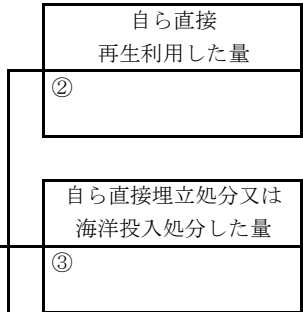 自ら直接
再生利用した量
②
自ら直接埋立処分又は
海洋投入処分した量
③